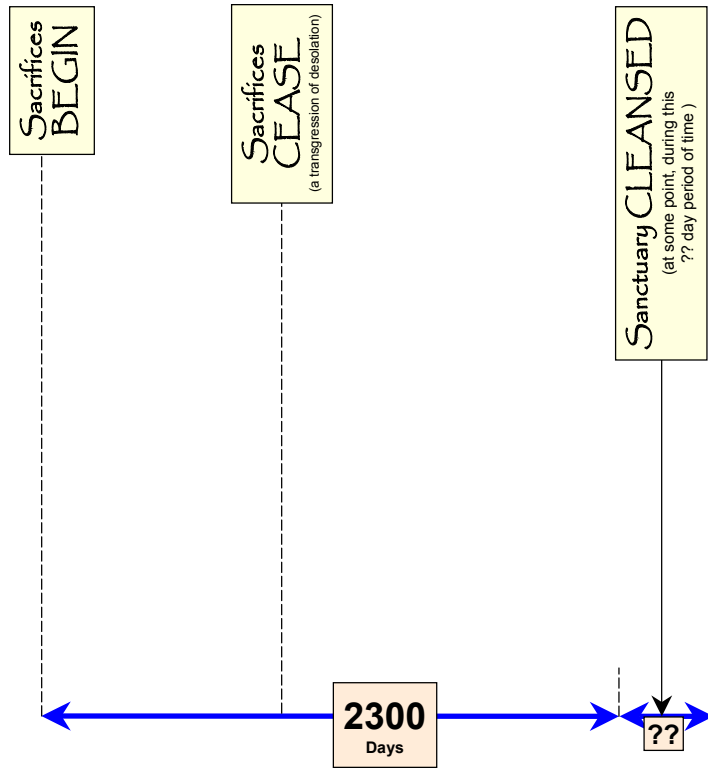 Sacrifices
BEGIN
Sacrifices
CEASE
(a transgression of desolation)
Sanctuary CLEANSED
(at some point, during this
?? day period of time )
2300
Days
??